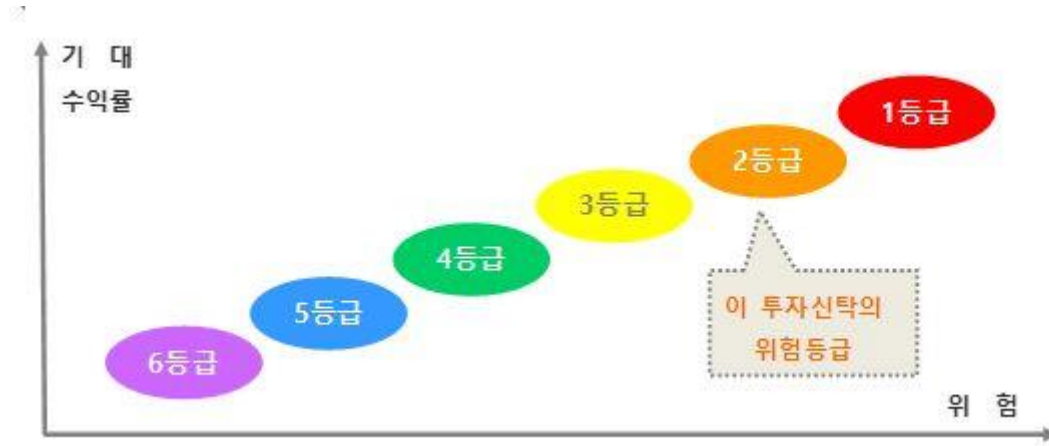 기 대
수익률
1등급
2등급
3등급
4등급
5등급
6등급
이 투자신탁의
위험등급
위 험